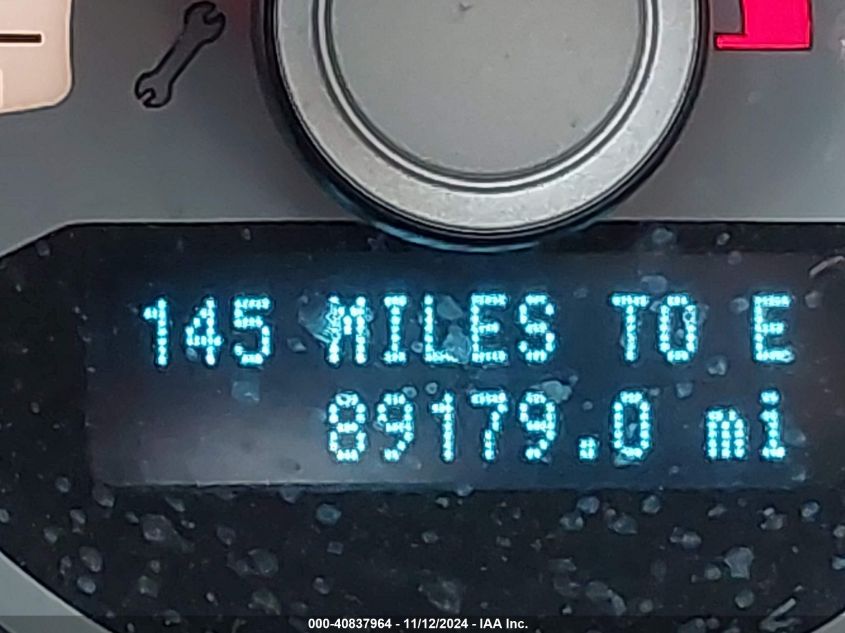 145 MILES TO E
89179.0 mi
000-40837964 - 11/12/2024 - IAA Inc.